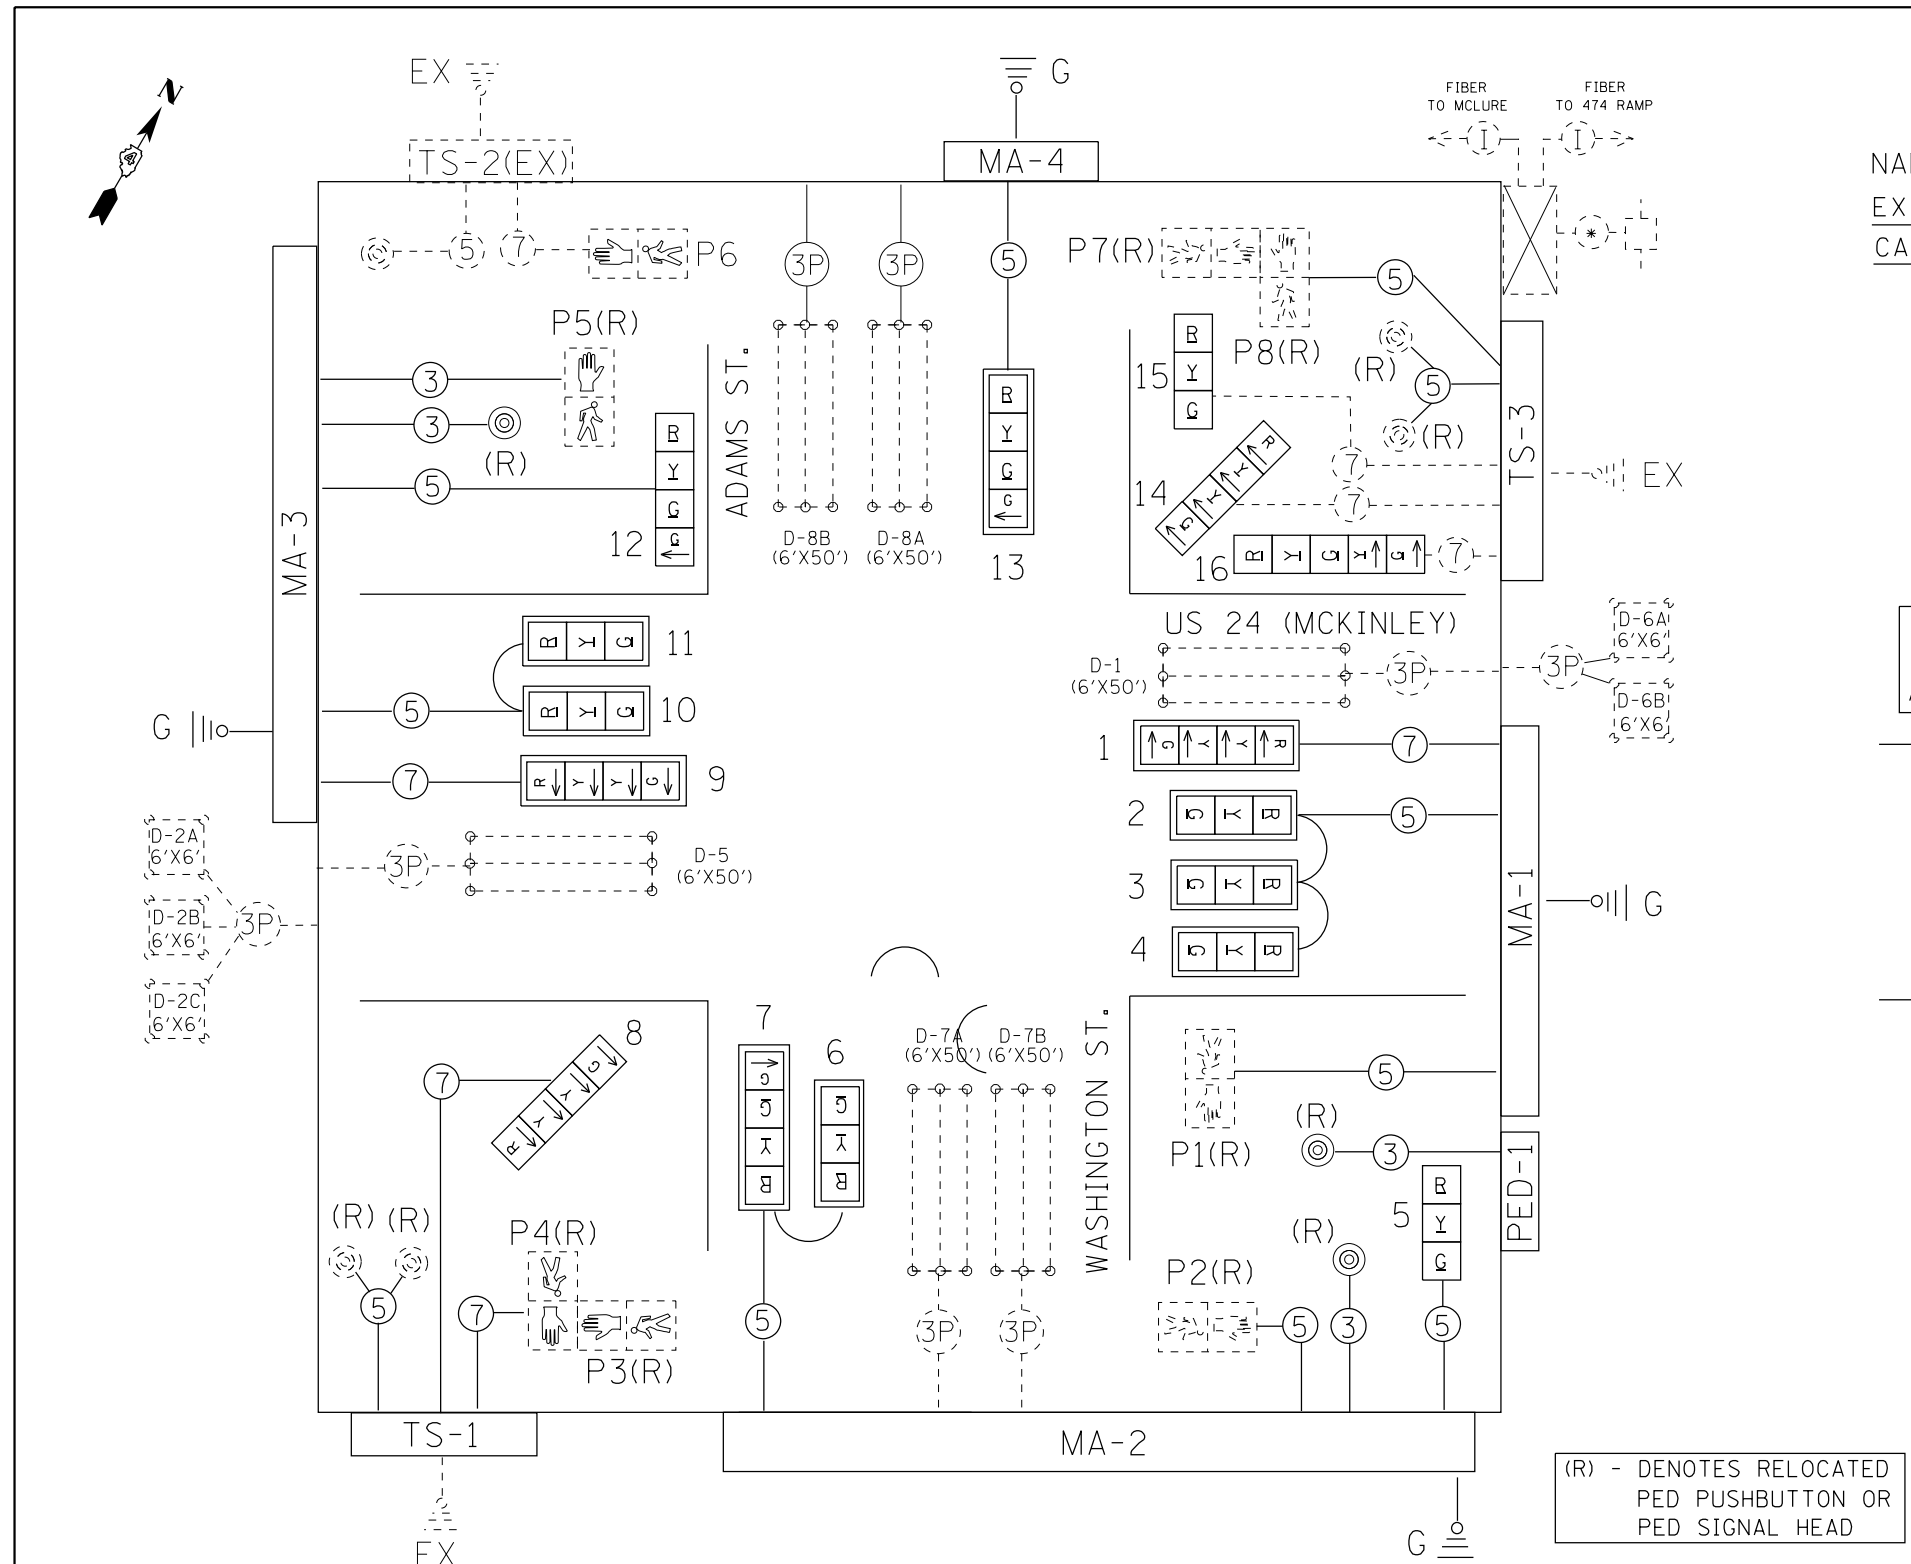 N
4
EX
TS-2(EX)
5
7
P6
G
MA-4
5
3P
3P
FIBER
TO MCLURE
FIBER
TO 474 RAMP
I
I
*
NA
EX
CA
P7(R)
P8(R)
5
(R)
5
(R)
TS-3
EX
MA-3
P5(R)
3
3
(R)
5
R
Y
G
G
12
ADAMS ST.
D-8B
(6'X50')
D-8A
(6'X50')
R
Y
G
G
13
R
Y
G
15
R
Y
Y
G
14
7
7
R Y G Y G
16
7
US 24 (MCKINLEY)
D-1
(6'X50')
3P
3P
D-6A
6'X6'
D-6B
6'X6'
R Y G
11
5
R Y G
10
G
7
R Y Y G
9
1
G Y Y R
7
2
G Y R
5
3
G Y R
4
G Y R
MA-1
G
D-2A
6'X6'
D-2B
6'X6'
D-2C
6'X6'
3P
3P
D-5
(6'X50')
8
G
Y
Y
R
7
7
G
G
Y
R
6
G
Y
R
D-7A
(6'X50')
D-7B
(6'X50')
WASHINGTON ST.
5
P1(R)
(R)
3
PED-1
(R)
5
R
Y
G
P2(R)
5
3
5
(R)
(R)
5
P4(R)
7
P3(R)
5
3P
3P
TS-1
MA-2
EX
G
(R) - DENOTES RELOCATED
PED PUSHBUTTON OR
PED SIGNAL HEAD